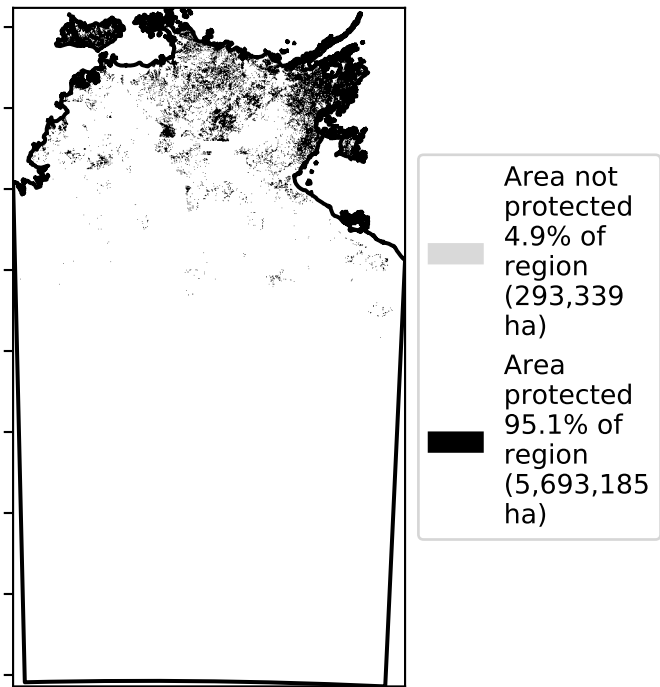 Area not
protected
4.9% of
region
(293,339
ha)
Area
protected
95.1% of
region
(5,693,185
ha)